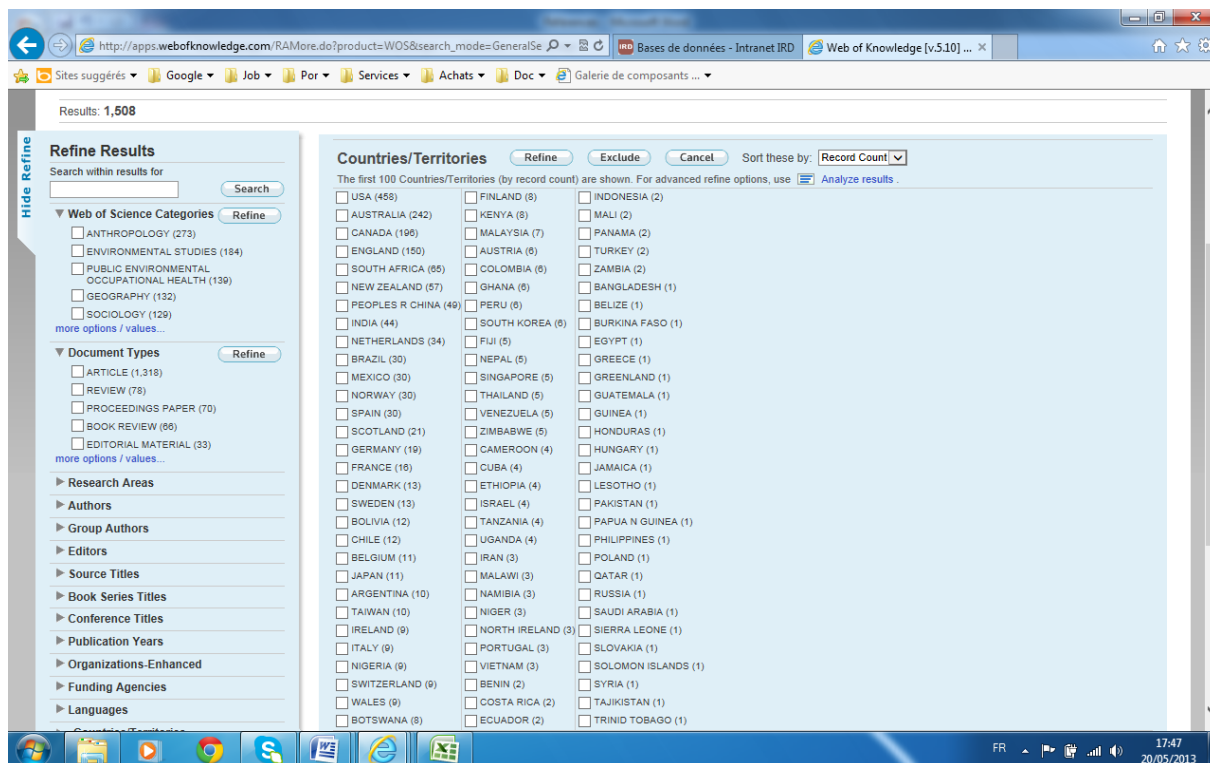 http://apps.webofknowledge.com/RAMore.do?product=WOS&search_mode=GeneralSe
IRD Bases de données - Intranet IRD
Web of Knowledge [v.5.10] ...
Sites suggérés
Google
Job
Por
Services
Achats
Doc
Galerie de composants ...
Results: 1,508
Hide Refine
Refine Results
Search within results for
Search
Web of Science Categories Refine
ANTHROPOLOGY (273)
ENVIRONMENTAL STUDIES (184)
PUBLIC ENVIRONMENTAL
OCCUPATIONAL HEALTH (139)
GEOGRAPHY (132)
SOCIOLOGY (129)
more options / values...
Document Types Refine
ARTICLE (1,318)
REVIEW (78)
PROCEEDINGS PAPER (70)
BOOK REVIEW (66)
EDITORIAL MATERIAL (33)
more options / values...
Research Areas
Authors
Group Authors
Editors
Source Titles
Book Series Titles
Conference Titles
Publication Years
Organizations-Enhanced
Funding Agencies
Languages
Countries/Territories Refine Exclude Cancel Sort these by: Record Count
The first 100 Countries/Territories (by record count) are shown. For advanced refine options, use Analyze results .
USA (458)
AUSTRALIA (242)
CANADA (196)
ENGLAND (150)
SOUTH AFRICA (65)
NEW ZEALAND (57)
PEOPLES R CHINA (49)
INDIA (44)
NETHERLANDS (34)
BRAZIL (30)
MEXICO (30)
NORWAY (30)
SPAIN (30)
SCOTLAND (21)
GERMANY (19)
FRANCE (16)
DENMARK (13)
SWEDEN (13)
BOLIVIA (12)
CHILE (12)
BELGIUM (11)
JAPAN (11)
ARGENTINA (10)
TAIWAN (10)
IRELAND (9)
ITALY (9)
NIGERIA (9)
SWITZERLAND (9)
WALES (9)
BOTSWANA (8)
FINLAND (8)
KENYA (8)
MALAYSIA (7)
AUSTRIA (6)
COLOMBIA (6)
GHANA (6)
PERU (6)
SOUTH KOREA (6)
FIJI (5)
NEPAL (5)
SINGAPORE (5)
THAILAND (5)
VENEZUELA (5)
ZIMBABWE (5)
CAMEROON (4)
CUBA (4)
ETHIOPIA (4)
ISRAEL (4)
TANZANIA (4)
UGANDA (4)
IRAN (3)
MALAWI (3)
NAMIBIA (3)
NIGER (3)
NORTH IRELAND (3)
PORTUGAL (3)
VIETNAM (3)
BENIN (2)
COSTA RICA (2)
ECUADOR (2)
INDONESIA (2)
MALI (2)
PANAMA (2)
TURKEY (2)
ZAMBIA (2)
BANGLADESH (1)
BELIZE (1)
BURKINA FASO (1)
EGYPT (1)
GREECE (1)
GREENLAND (1)
GUATEMALA (1)
GUINEA (1)
HONDURAS (1)
HUNGARY (1)
JAMAICA (1)
LESOTHO (1)
PAKISTAN (1)
PAPUA N GUINEA (1)
PHILIPPINES (1)
POLAND (1)
QATAR (1)
RUSSIA (1)
SAUDI ARABIA (1)
SIERRA LEONE (1)
SLOVAKIA (1)
SOLOMON ISLANDS (1)
SYRIA (1)
TAJIKISTAN (1)
TRINID TOBAGO (1)
FR
17:47
20/05/2013